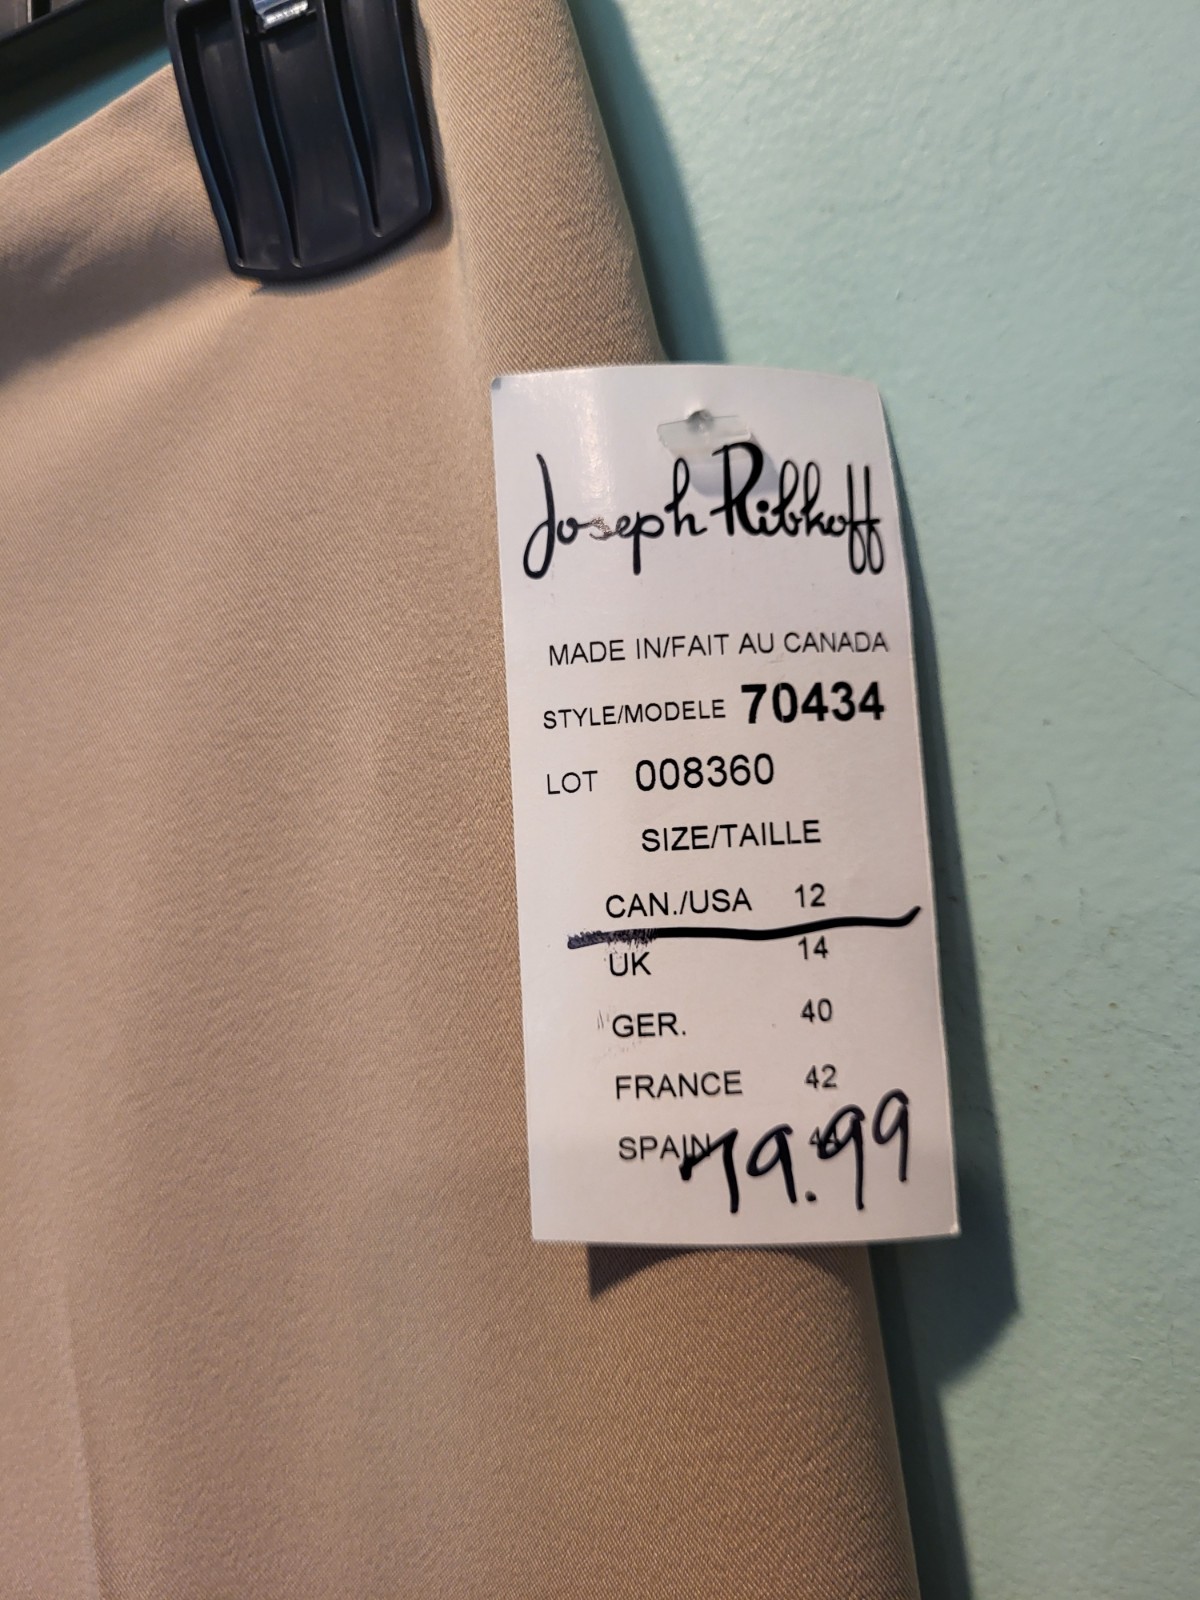 Joseph Ribkoff
MADE IN/FAIT AU CANADA
STYLE/MODELE 70434
LOT 008360
SIZE/TAILLE
CAN./USA 12
UK 14
GER. 40
FRANCE 42
SPAIN
79.99